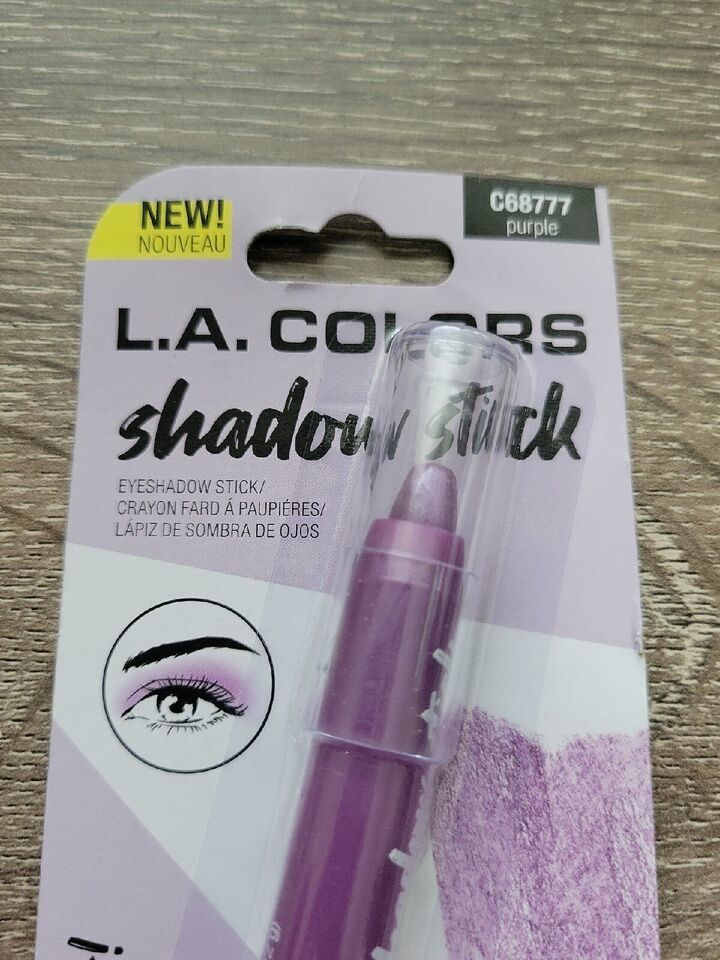 NEW!
NOUVEAU
C68777
purple
L.A. COLORS
shadow stick
EYESHADOW STICK/
CRAYON FARD Á PAUPIÉRES/
LÁPIZ DE SOMBRA DE OJOS